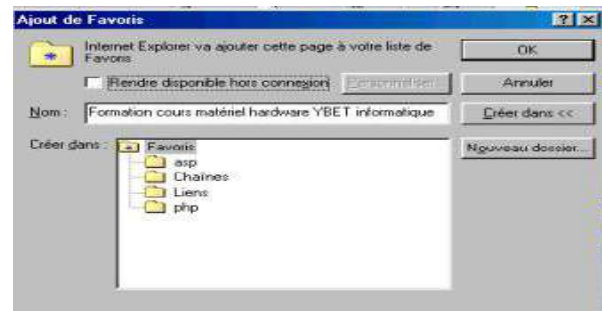 Ajout de Favoris
Internet Explorer va ajouter cette page à votre liste de
Favoris
OK
Rendre disponible hors connexion
Personnaliser...
Annuler
Nom :
Formation cours matériel hardware YBET informatique
Créer dans <<
Créer dans :
Favoris
Nouveau dossier...
asp
Chaînes
Liens
php